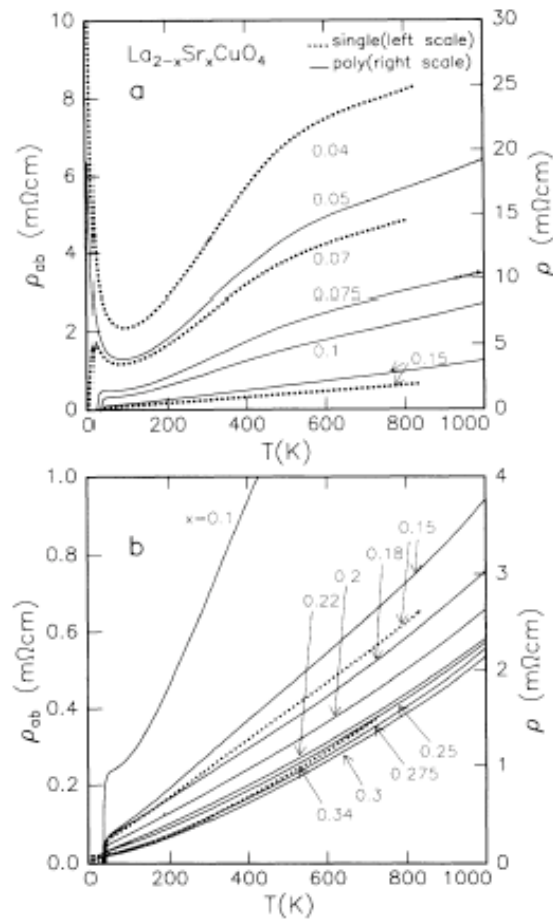 La2-xSrxCuO4
single(left scale)
poly(right scale)
a
10
8
6
4
2
0
ρab (mΩcm)
30
25
20
15
10
5
0
ρ (mΩcm)
0.04
0.05
0.07
0.075
0.1
0.15
0 200 400 600 800 1000
T(K)
b
1.0
0.8
0.6
0.4
0.2
0.0
ρab (mΩcm)
4
3
2
1
0
ρ (mΩcm)
x=0.1
0.15
0.18
0.2
0.22
0.25
0.275
0.3
0.34
0 200 400 600 800 1000
T(K)